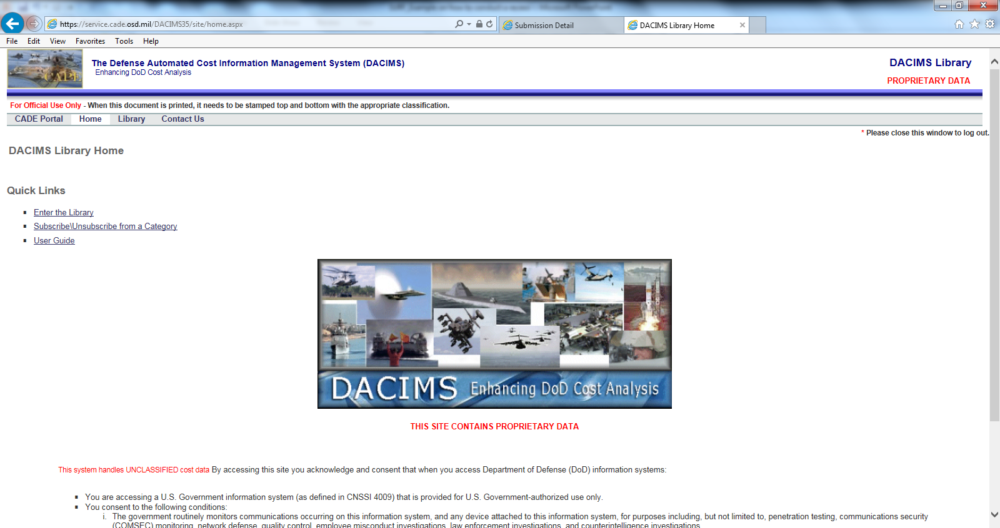 https://service.cade.osd.mil/DACIMS35/site/home.aspx
Submission Detail
DACIMS Library Home
File Edit View Favorites Tools Help
CADE
The Defense Automated Cost Information Management System (DACIMS)
Enhancing DoD Cost Analysis
DACIMS Library
PROPRIETARY DATA
For Official Use Only - When this document is printed, it needs to be stamped top and bottom with the appropriate classification.
CADE Portal Home Library Contact Us
* Please close this window to log out.
DACIMS Library Home
Quick Links
Enter the Library
Subscribe\Unsubscribe from a Category
User Guide
DACIMS Enhancing DoD Cost Analysis
THIS SITE CONTAINS PROPRIETARY DATA
This system handles UNCLASSIFIED cost data By accessing this site you acknowledge and consent that when you access Department of Defense (DoD) information systems:
You are accessing a U.S. Government information system (as defined in CNSSI 4009) that is provided for U.S. Government-authorized use only.
You consent to the following conditions:
i. The government routinely monitors communications occurring on this information system, and any device attached to this information system, for purposes including, but not limited to, penetration testing, communications security
(COMSEC) monitoring, network defense, quality control, employee misconduct investigations, law enforcement investigations, and counterintelligence investigations.